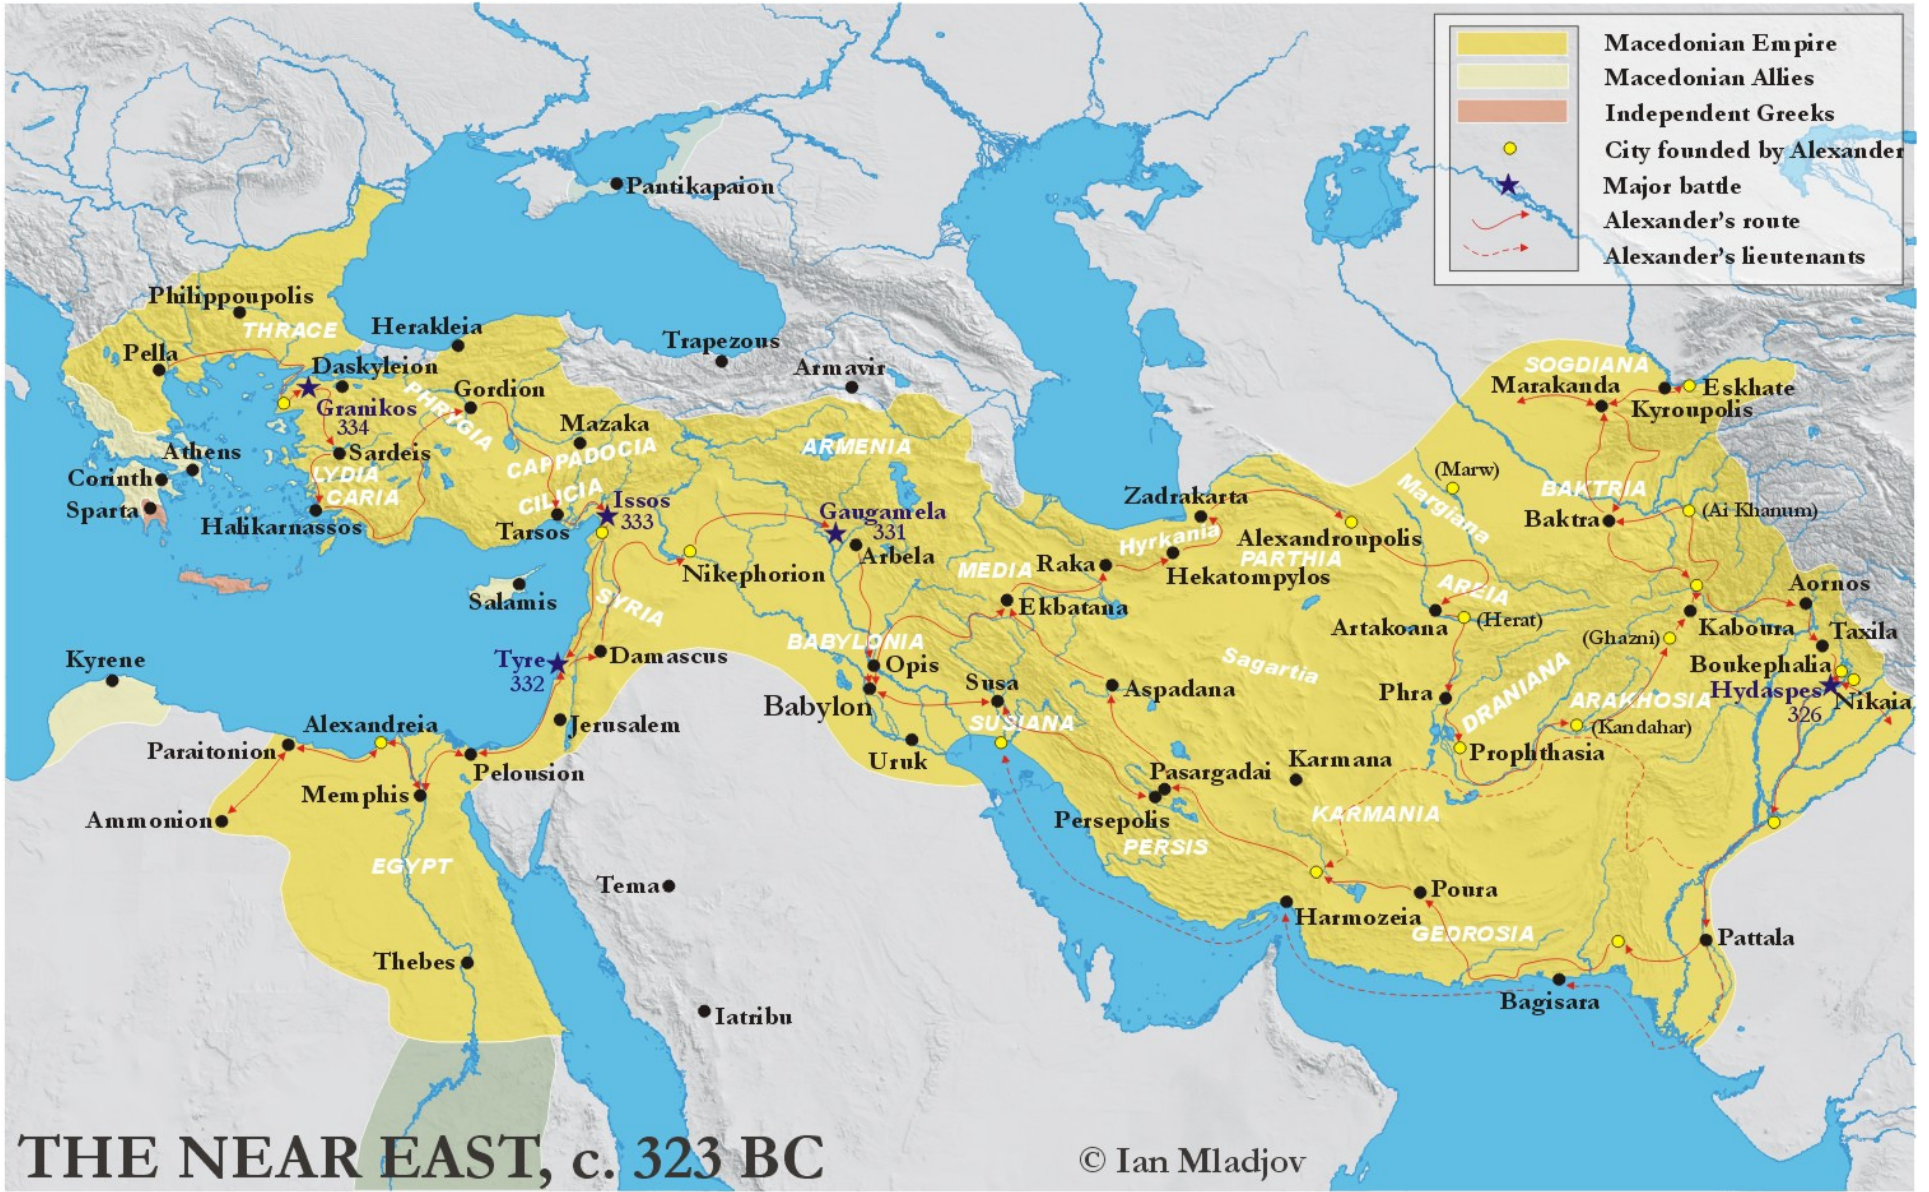 Macedonian Empire
Macedonian Allies
Independent Greeks
City founded by Alexander
Major battle
Alexander's route
Alexander's lieutenants
Pantikapaion
Philippoupolis
THRACE
Herakleia
Trapezous
Pella
Daskyleion
Armavir
SOGDIANA
Marakanda
Eskhate
Kyroupolis
Gordion
PHRYGIA
Granikos
334
Mazaka
CAPPADOCIA
ARMENIA
Athens
Sardeis
LYDIA
CARIA
Corinth
Sparta
Halikarnassos
CILICIA
Tarsos
Issos
333
Gaugamela
331
Arbela
Nikephorion
Zadrakarta
Hyrkania
Alexandroupolis
PARTHIA
(Marw)
Margiana
BAKTRIA
Baktra
(Ai Khanum)
MEDIA
Raka
Hekatompylos
AREIA
Aornos
Salamis
SYRIA
Ekbatana
Artakoana
(Herat)
(Ghazni)
Kaboura
Taxila
BABYLONIA
Kyrene
Tyre
332
Damascus
Opis
Babylon
Susa
SUSIANA
Aspadana
Sagartia
Phra
DRANIANA
ARAKHOSIA
(Kandahar)
Boukephalia
Hydaspes
326
Nikaia
Alexandreia
Jerusalem
Paraitonion
Pelousion
Uruk
Prophthasia
Memphis
Pasargadai
Karmana
Ammonion
Persepolis
PERSIS
KARMANIA
EGYPT
Tema
Poura
Harmozeia
GEDROSIA
Pattala
Thebes
Bagisara
Iatribu
THE NEAR EAST, c. 323 BC
© Ian Mladjov